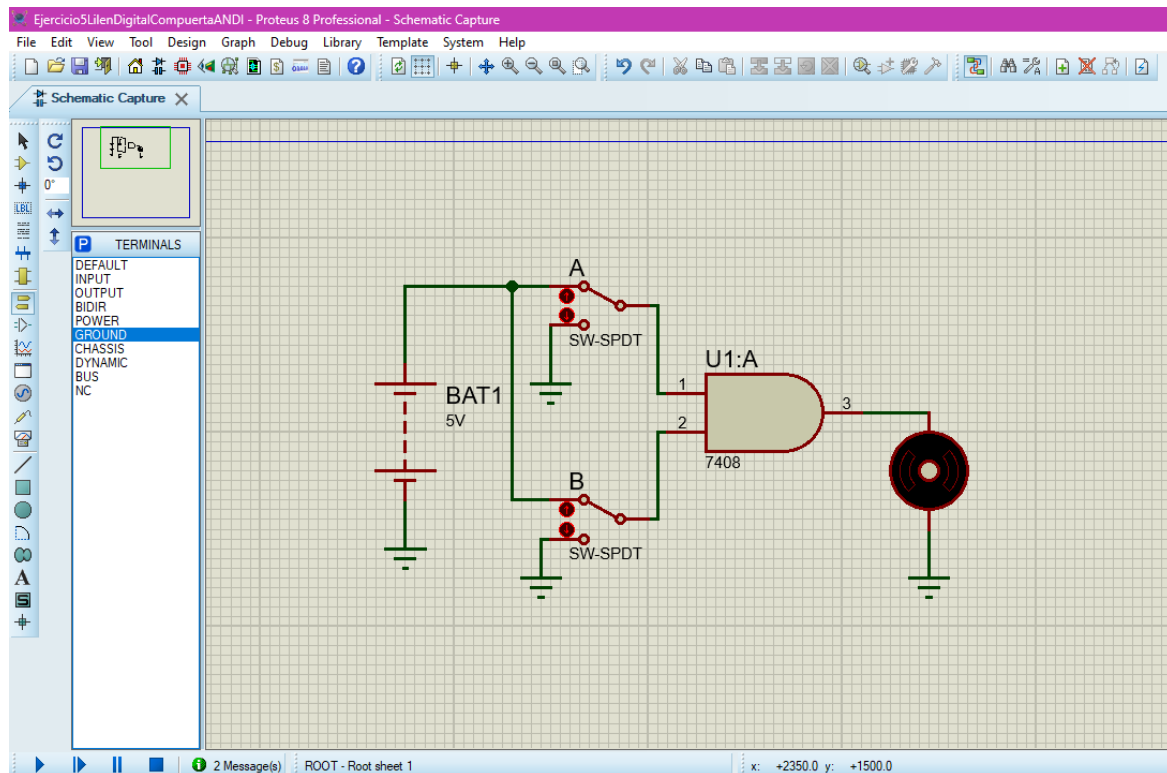 Ejercicio5LilenDigitalCompuertaANDI - Proteus 8 Professional - Schematic Capture
File Edit View Tool Design Graph Debug Library Template System Help
Schematic Capture
0°
LBL
P TERMINALS
DEFAULT
INPUT
OUTPUT
BIDIR
POWER
GROUND
CHASSIS
DYNAMIC
BUS
NC
A
S
A
SW-SPDT
BAT1
5V
U1:A
1
2
3
7408
B
SW-SPDT
2 Message(s) ROOT - Root sheet 1 x: +2350.0 y: +1500.0